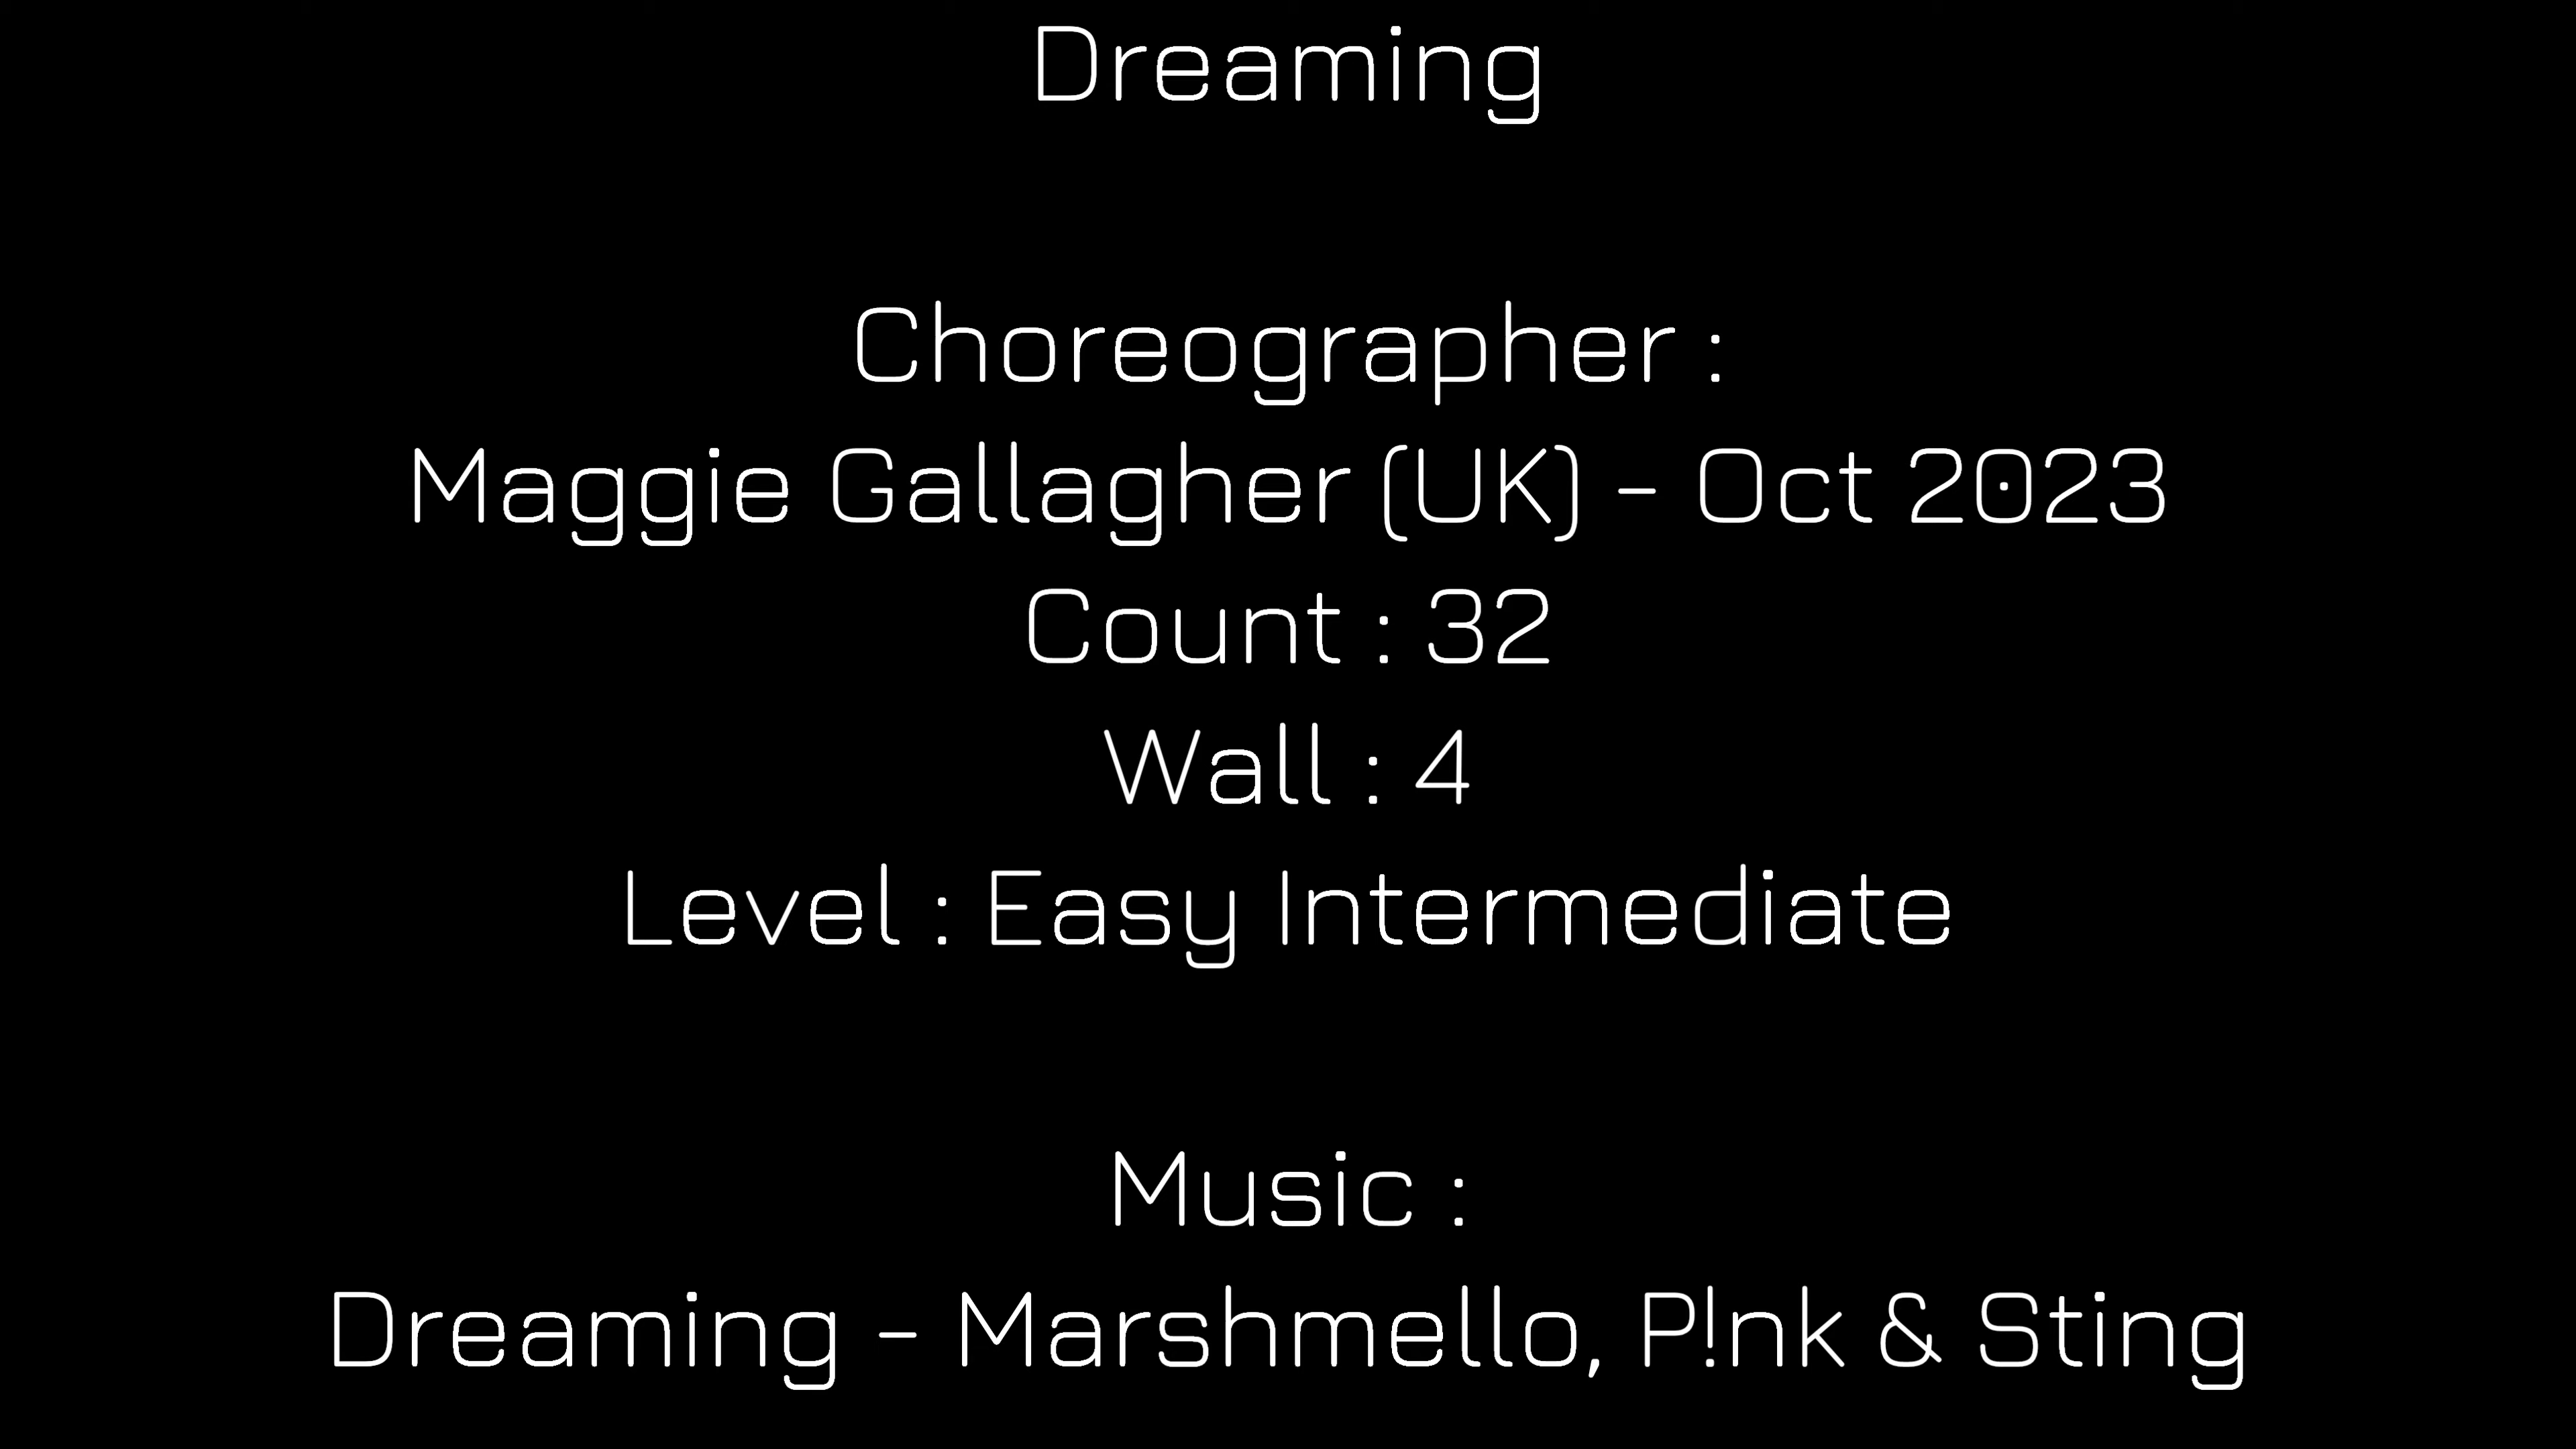 Dreaming
Choreographer :
Maggie Gallagher (UK) - Oct 2023
Count : 32
Wall : 4
Level : Easy Intermediate
Music :
Dreaming - Marshmello, P!nk & Sting